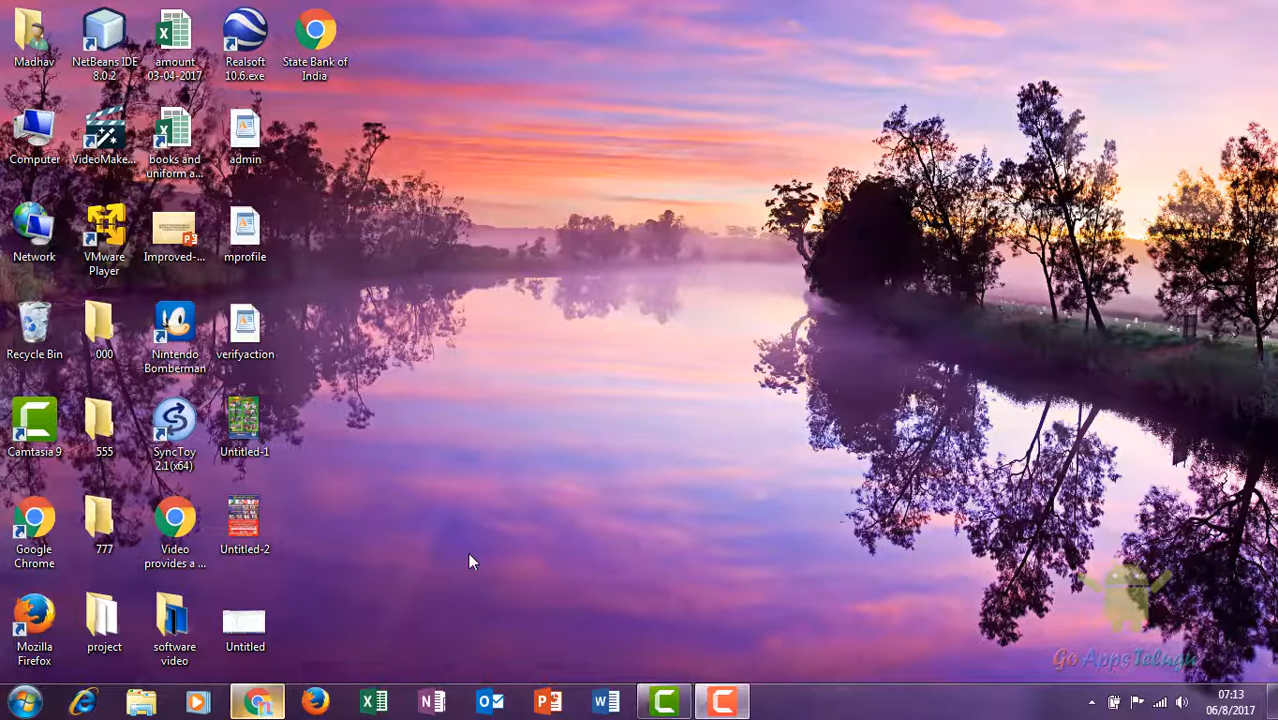 Madhav
NetBeans IDE
8.0.2
amount
03-04-2017
Realsoft
10.6.exe
State Bank of
India
Computer
VideoMake...
books and
uniform a...
admin
Network
VMware
Player
Improved-...
mprofile
Recycle Bin
000
Nintendo
Bomberman
verifyaction
Camtasia 9
555
SyncToy
2.1(x64)
Untitled-1
Google
Chrome
777
Video
provides a ...
Untitled-2
Mozilla
Firefox
project
software
video
Untitled
Go Apps Telugu
07:13
06/8/2017